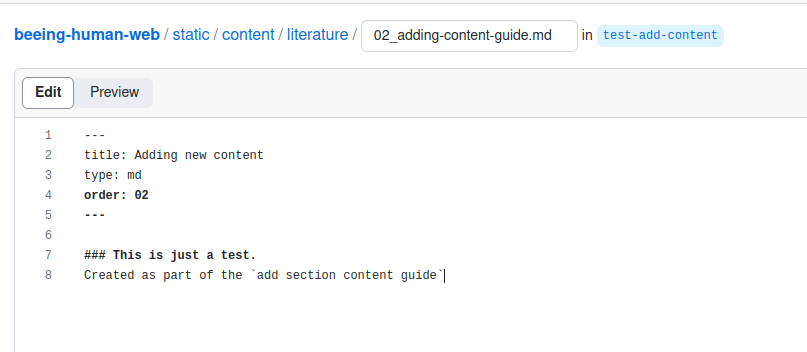 beeing-human-web / static / content / literature / 02_adding-content-guide.md in test-add-content
Edit Preview
1 ---
2 title: Adding new content
3 type: md
4 order: 02
5 ---
6
7 ### This is just a test.
8 Created as part of the `add section content guide`